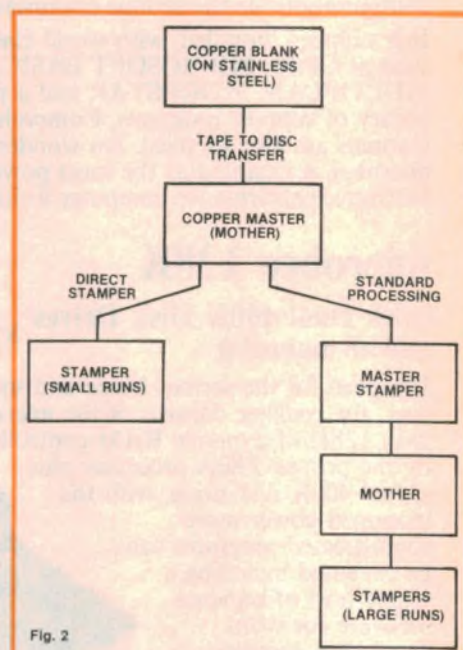 COPPER BLANK
(ON STAINLESS
STEEL)
TAPE TO DISC
TRANSFER
COPPER MASTER
(MOTHER)
DIRECT
STAMPER
STANDARD
PROCESSING
STAMPER
(SMALL RUNS)
MASTER
STAMPER
MOTHER
STAMPERS
(LARGE RUNS)
Fig. 2